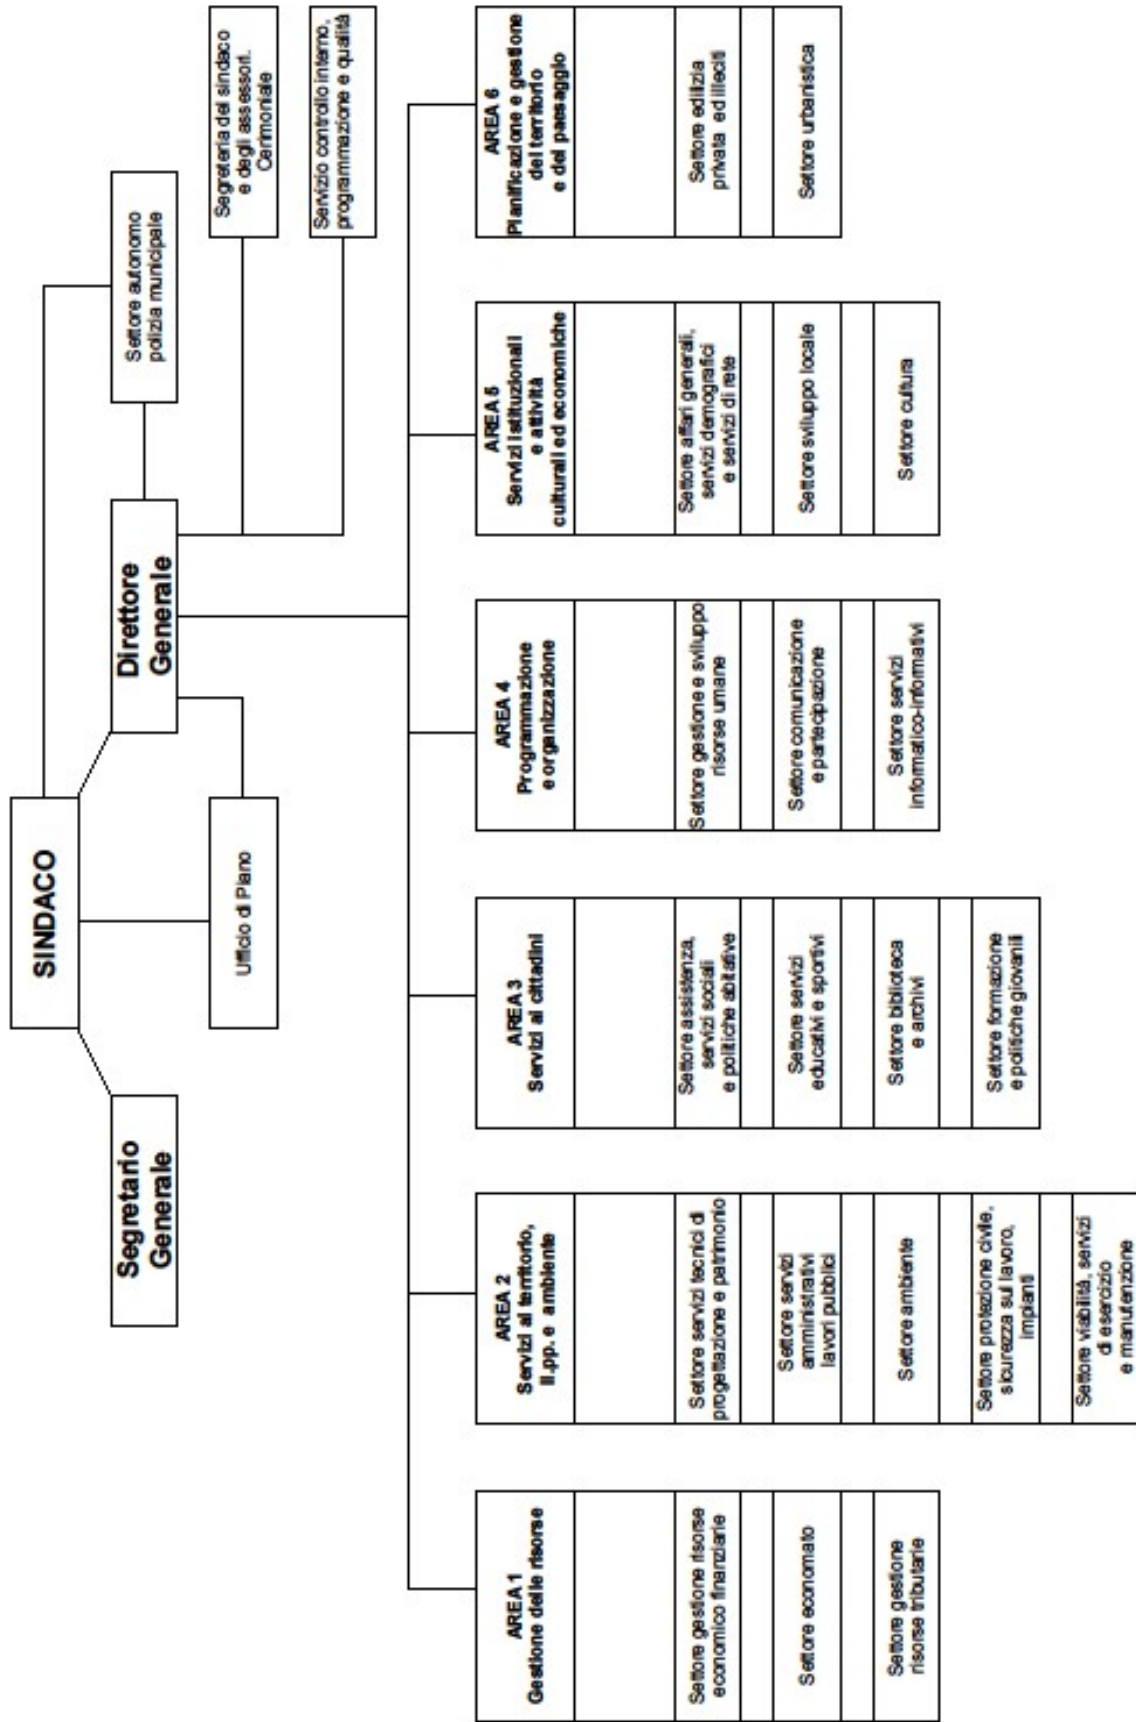 SINDACO
Segretario
Generale
Direttore
Generale
Settore autonomo
polizia municipale
Ufficio di Piano
Segreteria del sindaco
e degli assessori.
Cerimoniale
Servizio controllo interno,
programmazione e qualità
AREA 1
Gestione delle risorse
Settore gestione risorse
economico finanziarie
Settore economato
Settore gestione
risorse tributarie
AREA 2
Servizi al territorio,
ll.pp. e ambiente
Settore servizi tecnici di
progettazione e patrimonio
Settore servizi
amministrativi
lavori pubblici
Settore ambiente
Settore protezione civile,
sicurezza sul lavoro,
impianti
Settore viabilità, servizi
di esercizio
e manutenzione
AREA 3
Servizi ai cittadini
Settore assistenza,
servizi sociali
e politiche abitative
Settore servizi
educativi e sportivi
Settore biblioteca
e archivi
Settore formazione
e politiche giovanili
AREA 4
Programmazione
e organizzazione
Settore gestione e sviluppo
risorse umane
Settore comunicazione
e partecipazione
Settore servizi
informatico-informativi
AREA 5
Servizi istituzionali
e attività
culturali ed economiche
Settore affari generali,
servizi demografici
e servizi di rete
Settore sviluppo locale
Settore cultura
AREA 6
Pianificazione e gestione
del territorio
e del paesaggio
Settore edilizia
privata ed illeciti
Settore urbanistica